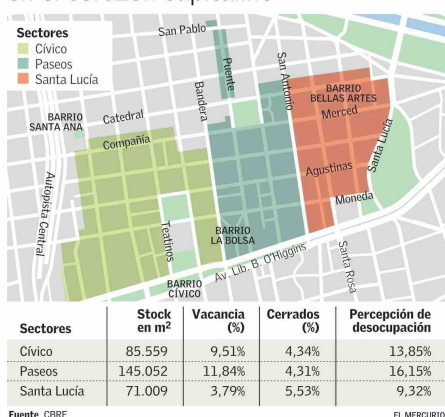 Sectores
Cívico
Paseos
Santa Lucía
San Pablo
Puente
San Antonio
Bandera
BARRIO
BELLAS ARTES
Merced
BARRIO
SANTA ANA
Catedral
Compañía
Santa Lucía
Agustinas
Autopista Central
Moneda
Teatinos
BARRIO
LA BOLSA
Av. Lib. B. O'Higgins
Santa Rosa
BARRIO
CÍVICO
Sectores Stock en m2 Vacancia (%) Cerrados (%) Percepción de desocupación
Cívico 85.559 9,51% 4,34% 13,85%
Paseos 145.052 11,84% 4,31% 16,15%
Santa Lucía 71.009 3,79% 5,53% 9,32%
Fuente CBRE EL MERCURIO